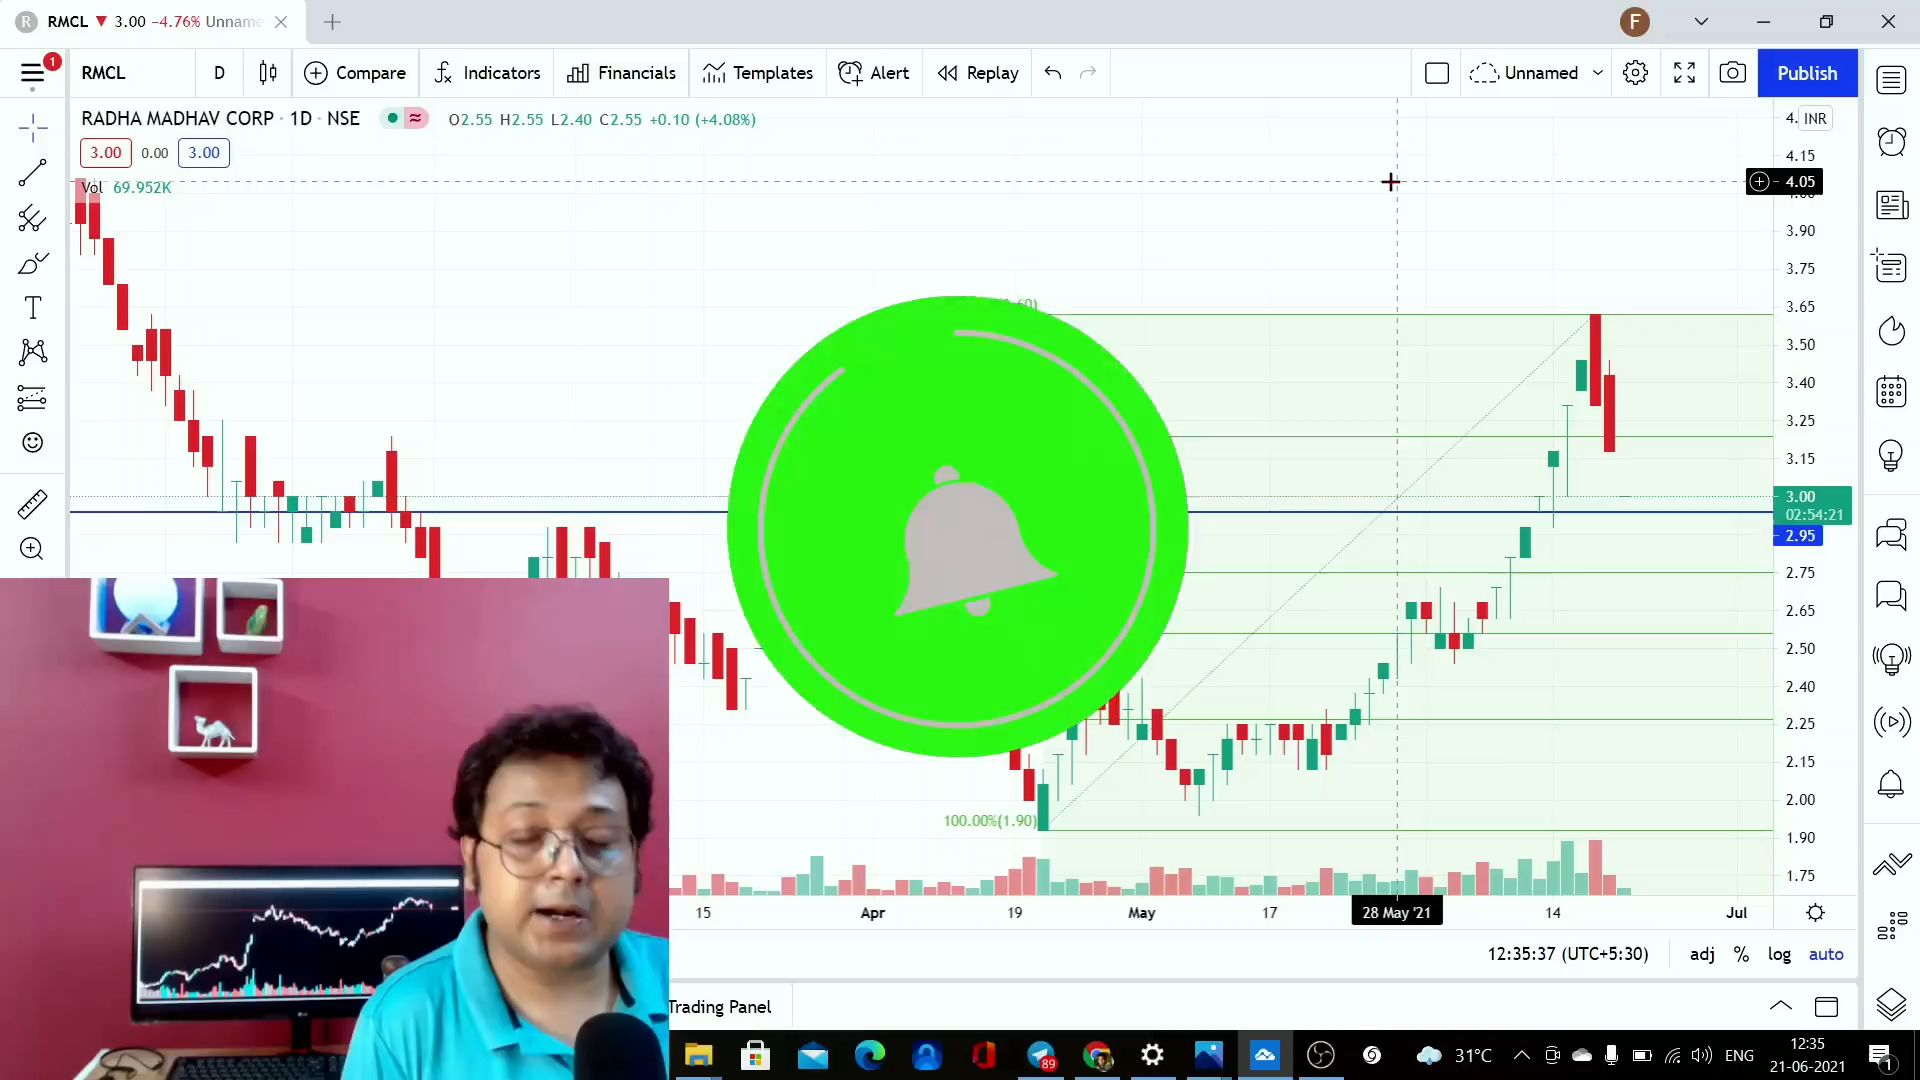 R RMCL ▼ 3.00 −4.76% Unname
F
1
RMCL D Compare Indicators Financials Templates Alert Replay Unnamed Publish
RADHA MADHAV CORP · 1D · NSE O2.55 H2.55 L2.40 C2.55 +0.10 (+4.08%)
3.00 0.00 3.00
Vol 69.952K
INR
4.15
4.05
3.90
3.75
3.65
3.50
3.40
3.25
3.15
3.00
02:54:21
2.95
2.75
2.65
2.50
2.40
2.25
2.15
2.00
1.90
1.75
100.00%(1.90)
15 Apr 19 May 17 28 May '21 14 Jul
12:35:37 (UTC+5:30) adj % log auto
Trading Panel
89 31°C ENG 12:35
21-06-2021 1